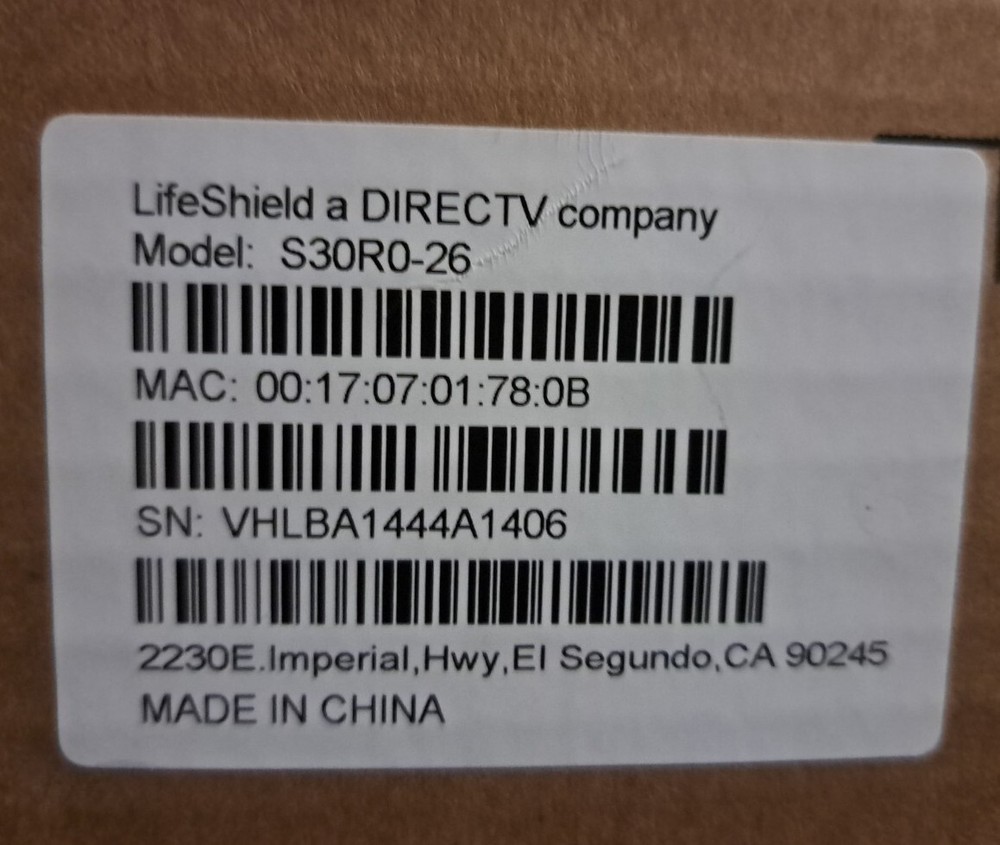 LifeShield a DIRECTV company
Model: S30R0-26
MAC: 00:17:07:01:78:0B
SN: VHLBA1444A1406
2230E.Imperial,Hwy,El Segundo,CA 90245
MADE IN CHINA